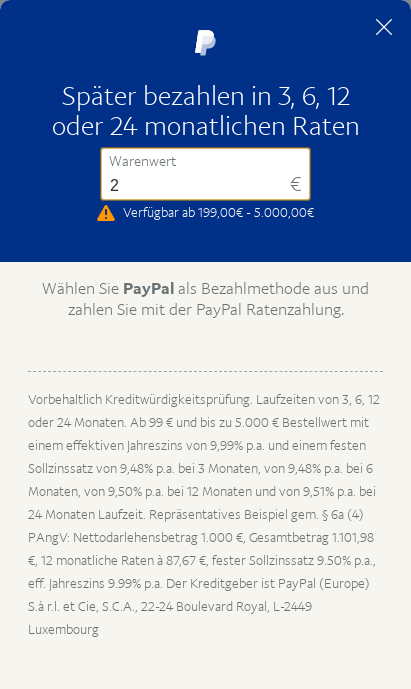 Später bezahlen in 3, 6, 12
oder 24 monatlichen Raten
Warenwert
2 €
Verfügbar ab 199,00€ - 5.000,00€
Wählen Sie PayPal als Bezahlmethode aus und
zahlen Sie mit der PayPal Ratenzahlung.
Vorbehaltlich Kreditwürdigkeitsprüfung. Laufzeiten von 3, 6, 12
oder 24 Monaten. Ab 99 € und bis zu 5.000 € Bestellwert mit
einem effektiven Jahreszins von 9,99% p.a. und einem festen
Sollzinssatz von 9,48% p.a. bei 3 Monaten, von 9,48% p.a. bei 6
Monaten, von 9,50% p.a. bei 12 Monaten und von 9,51% p.a. bei
24 Monaten Laufzeit. Repräsentatives Beispiel gem. § 6a (4)
PAngV: Nettodarlehensbetrag 1.000 €, Gesamtbetrag 1.101,98
€, 12 monatliche Raten à 87,67 €, fester Sollzinssatz 9.50% p.a.,
eff. Jahreszins 9.99% p.a. Der Kreditgeber ist PayPal (Europe)
S.à r.l. et Cie, S.C.A., 22-24 Boulevard Royal, L-2449
Luxembourg